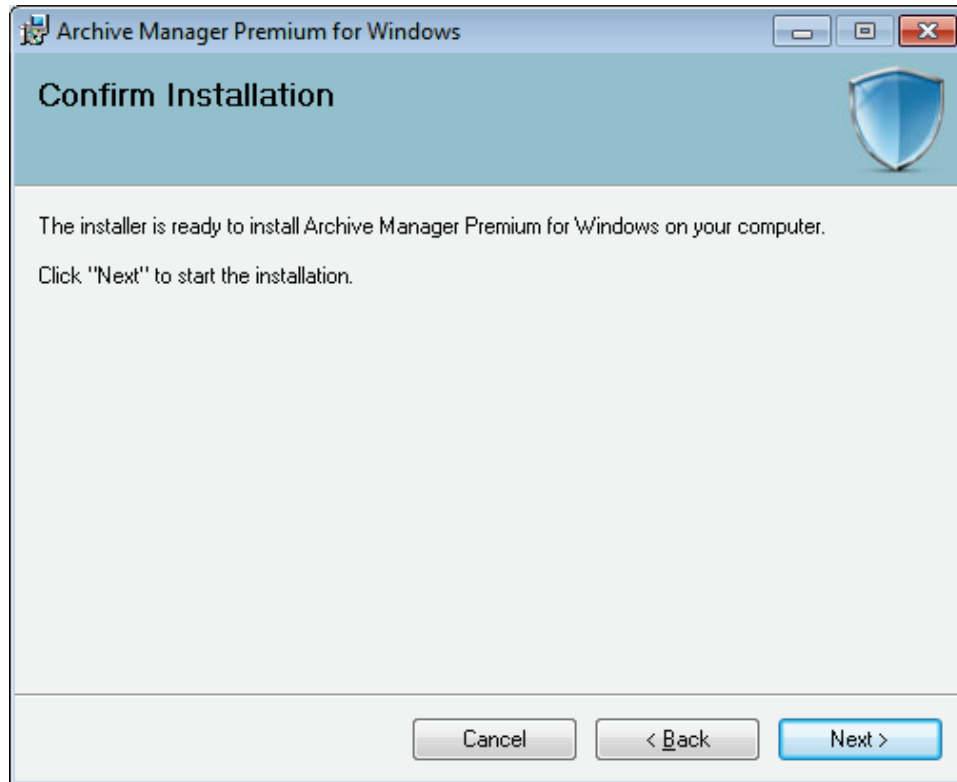 Archive Manager Premium for Windows
Confirm Installation
The installer is ready to install Archive Manager Premium for Windows on your computer.
Click "Next" to start the installation.
Cancel
< Back
Next >